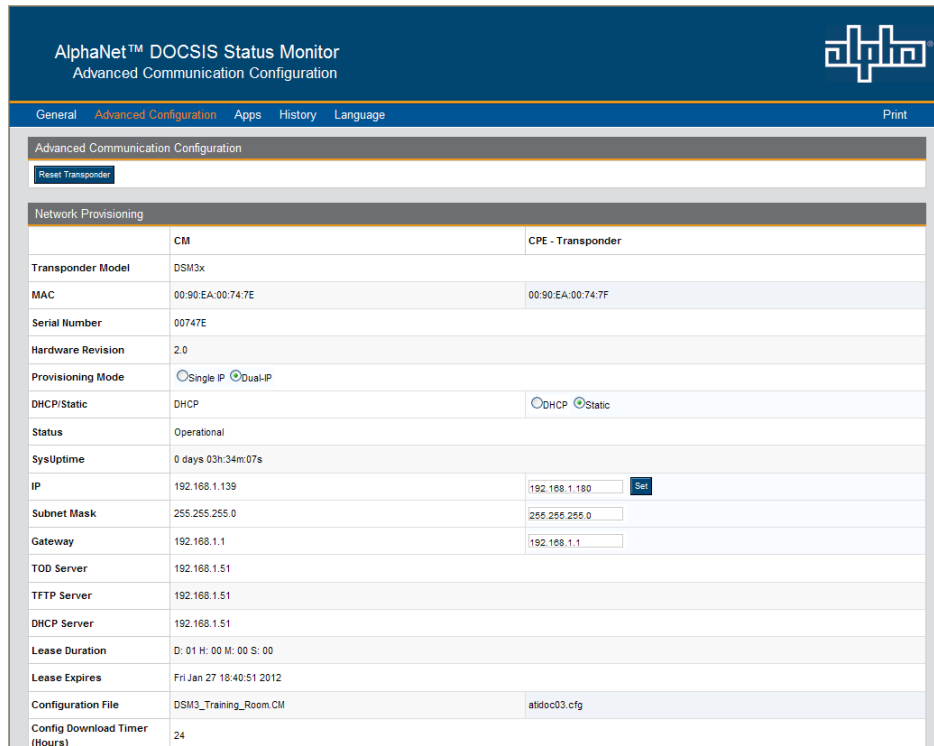 AlphaNet™ DOCSIS Status Monitor
Advanced Communication Configuration
alpha®
General Advanced Configuration Apps History Language Print
Advanced Communication Configuration
Reset Transponder
Network Provisioning
CM CPE - Transponder
Transponder Model DSM3x
MAC 00:90:EA:00:74:7E 00:90:EA:00:74:7F
Serial Number 00747E
Hardware Revision 2.0
Provisioning Mode Single IP Dual-IP
DHCP/Static DHCP DHCP Static
Status Operational
SysUptime 0 days 03h:34m:07s
IP 192.168.1.139 192.168.1.180 Set
Subnet Mask 255.255.255.0 255.255.255.0
Gateway 192.168.1.1 192.168.1.1
TOD Server 192.168.1.51
TFTP Server 192.168.1.51
DHCP Server 192.168.1.51
Lease Duration D: 01 H: 00 M: 00 S: 00
Lease Expires Fri Jan 27 18:40:51 2012
Configuration File DSM3_Training_Room.CM atidoc03.cfg
Config Download Timer
(Hours) 24